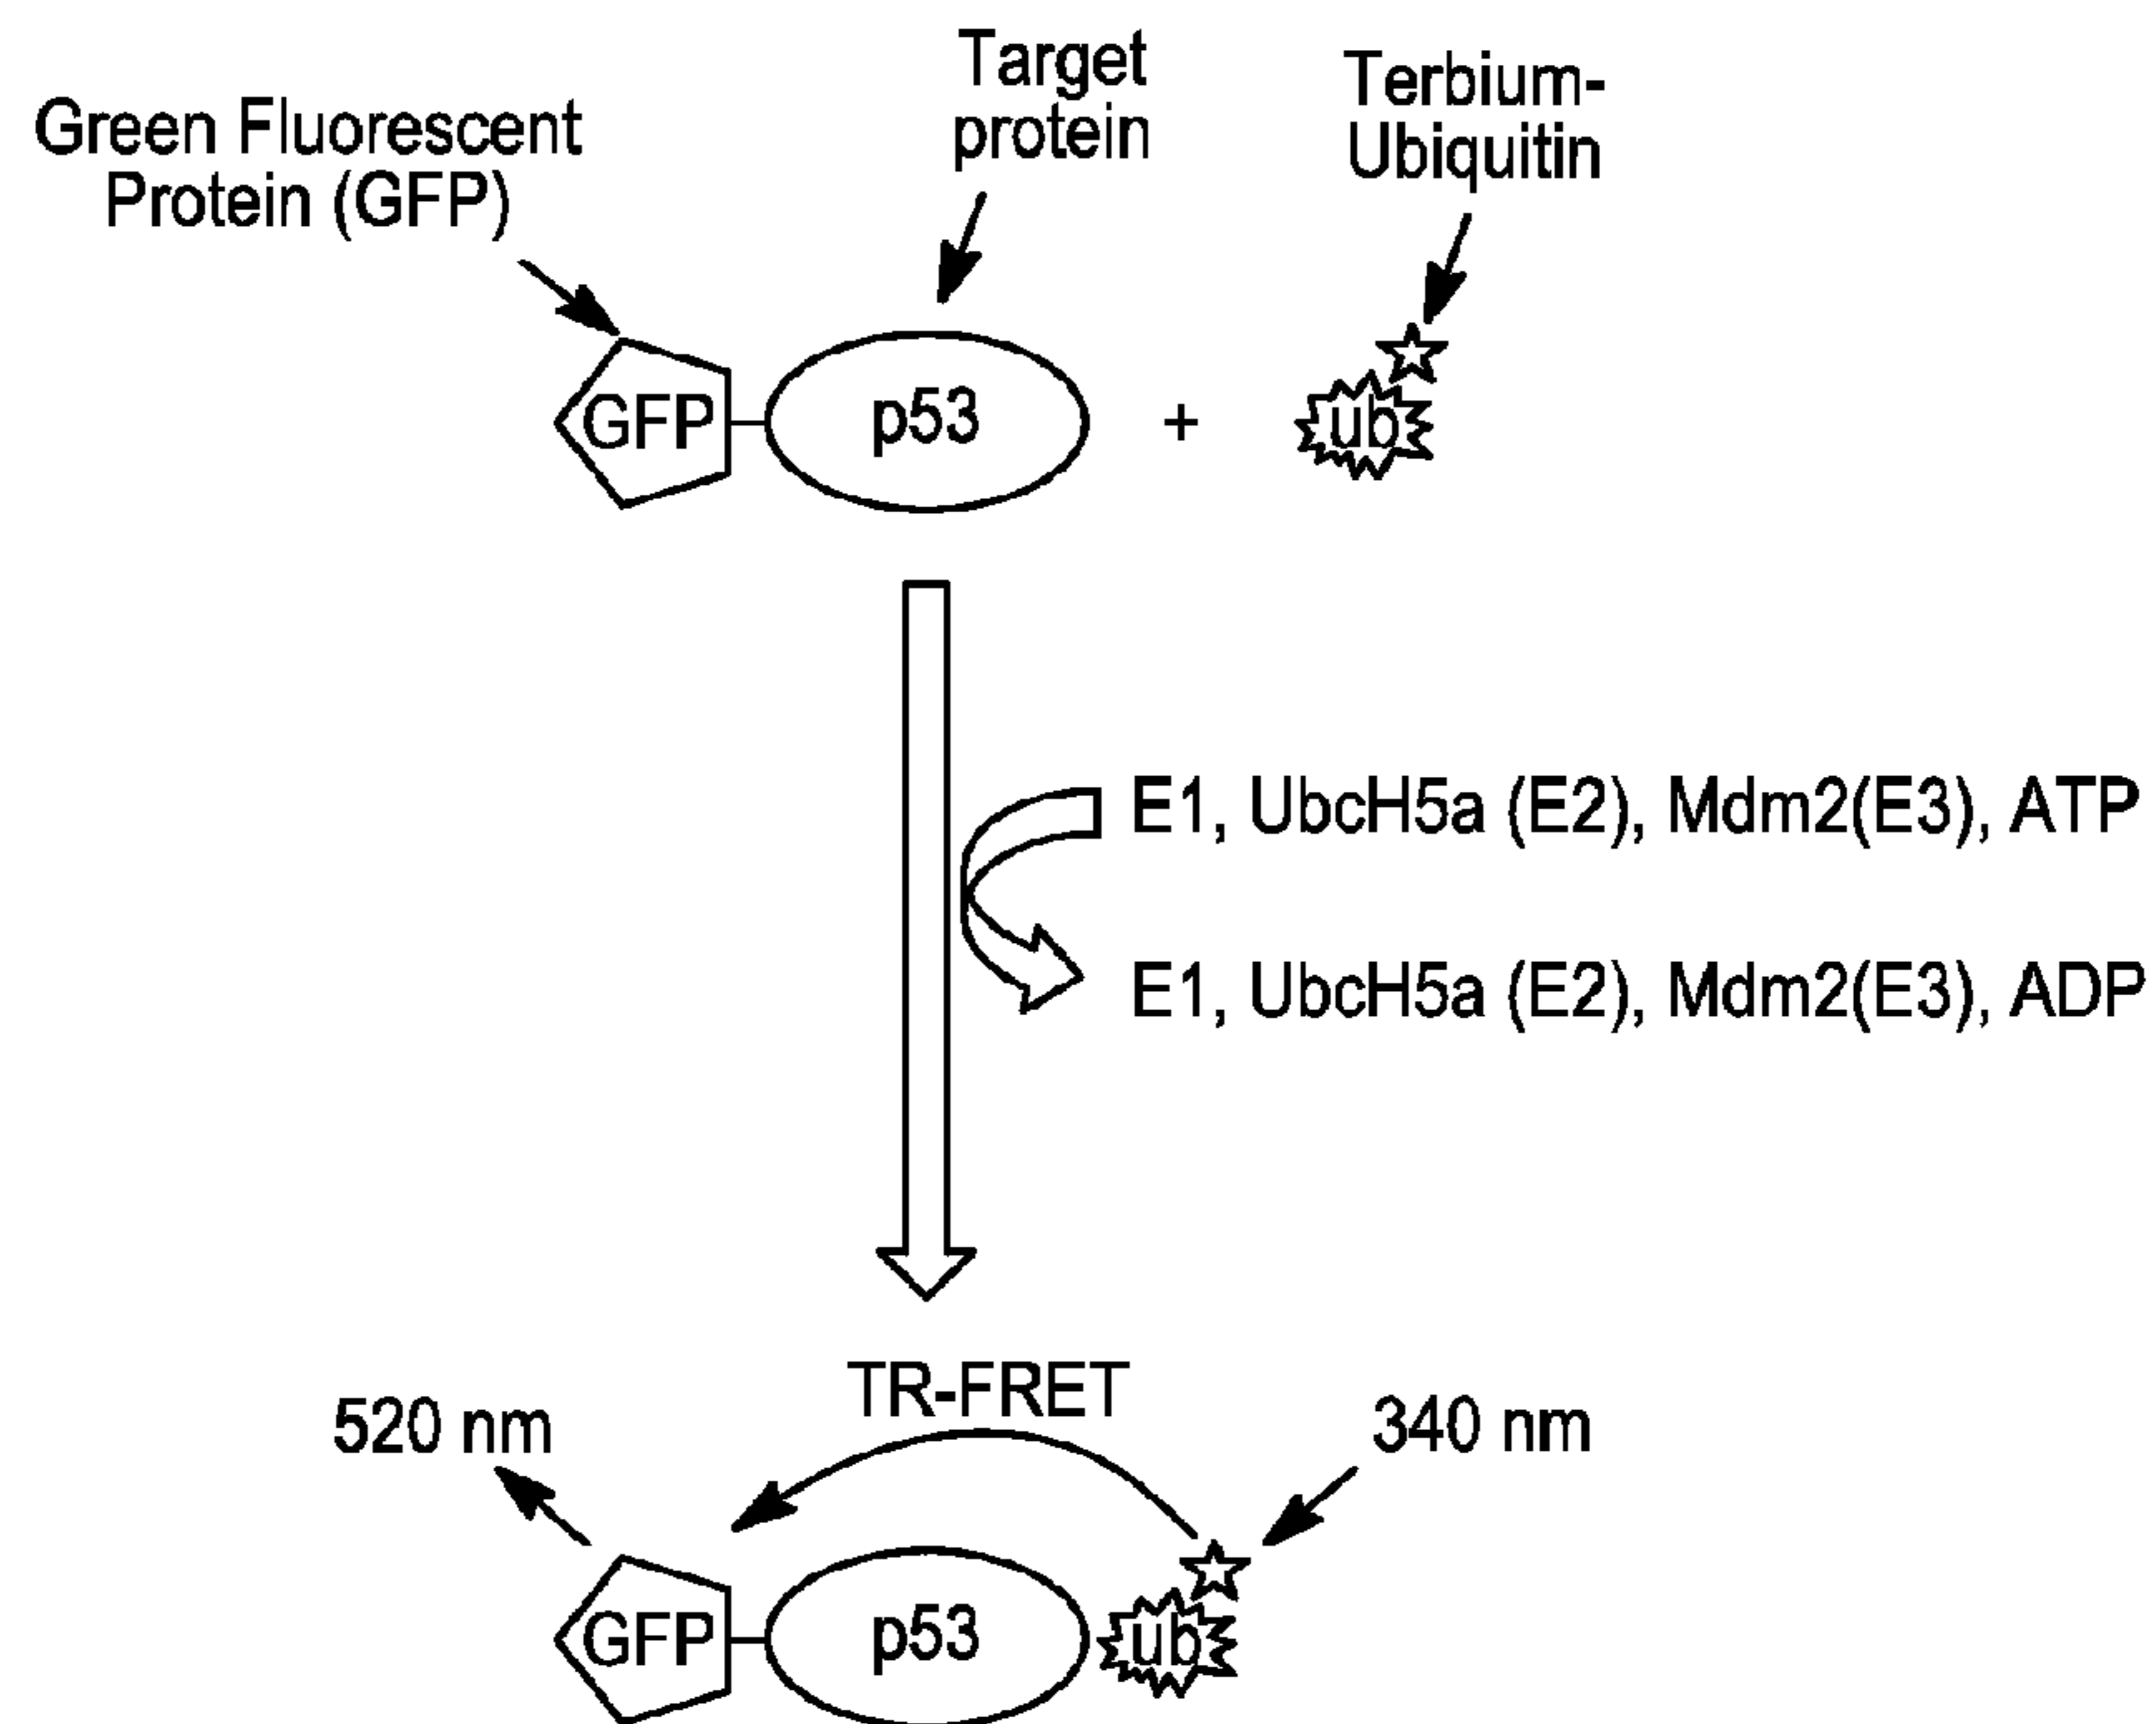 Green Fluorescent
Protein (GFP)
Target
protein
Terbium-
Ubiquitin
GFP
p53
+
ub
E1, UbcH5a (E2), Mdm2(E3), ATP
E1, UbcH5a (E2), Mdm2(E3), ADP
TR-FRET
520 nm
340 nm
GFP
p53
ub